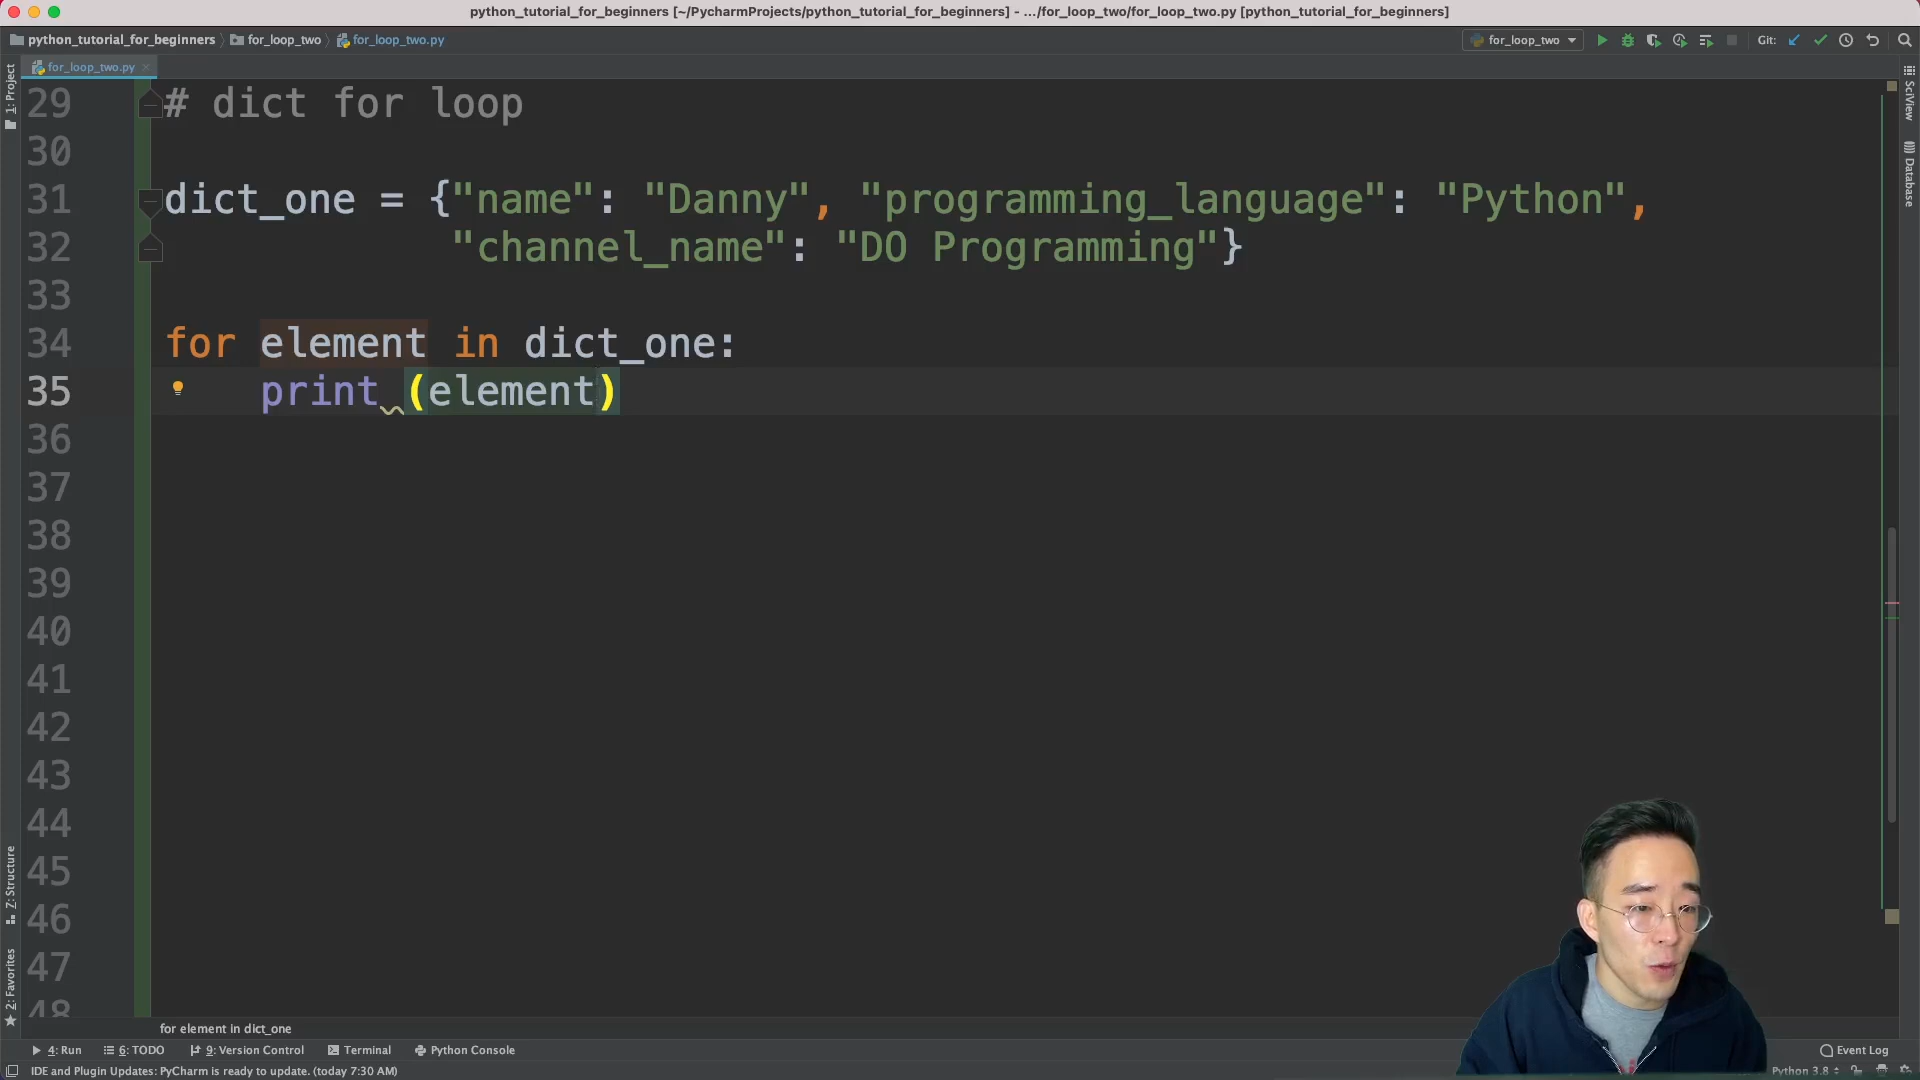 python_tutorial_for_beginners [~/PycharmProjects/python_tutorial_for_beginners] - .../for_loop_two/for_loop_two.py [python_tutorial_for_beginners]
python_tutorial_for_beginners for_loop_two for_loop_two.py for_loop_two Git:
for_loop_two.py
1: Project
SciView
Database
29 # dict for loop
30
31 dict_one = {"name": "Danny", "programming_language": "Python",
32 "channel_name": "DO Programming"}
33
34 for element in dict_one:
35 print (element)
36
37
38
39
40
41
42
43
44
45
46
47
48
Z: Structure
2: Favorites
for element in dict_one
4: Run 6: TODO 9: Version Control Terminal Python Console Event Log
IDE and Plugin Updates: PyCharm is ready to update. (today 7:30 AM) Python 3.8